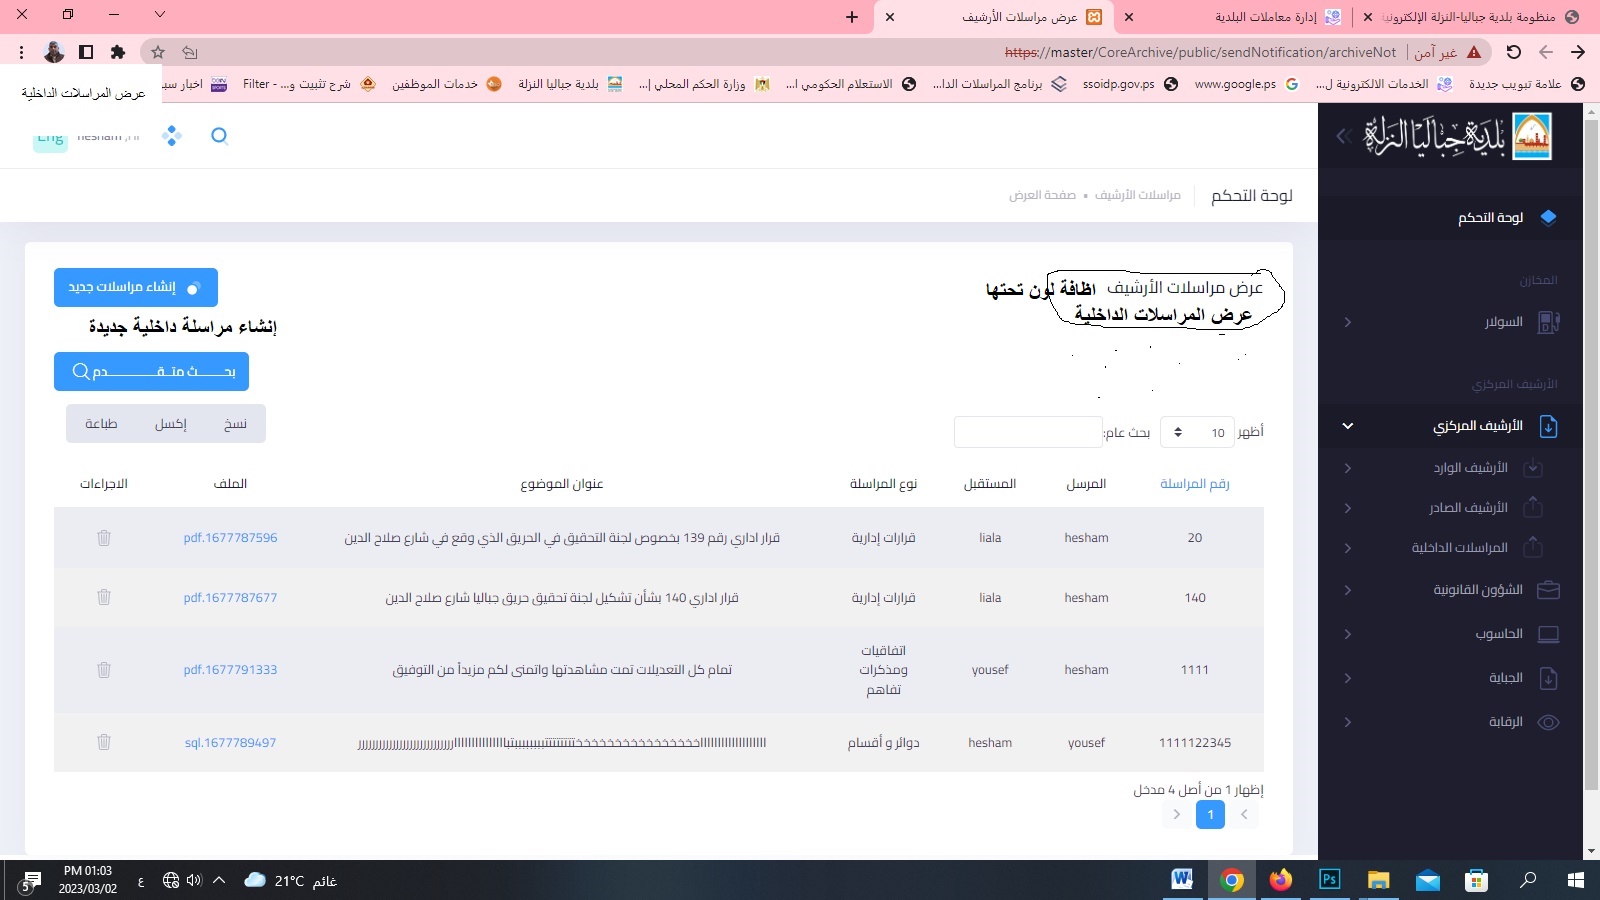 منظومة بلدية جباليا-النزلة الإلكترونية
إدارة معاملات البلدية
عرض مراسلات الأرشيف
غير آمن
https://master/CoreArchive/public/sendNotification/archiveNot
علامة تبويب جديدة
الخدمات الالكترونية ل...
www.google.ps
ssoidp.gov.ps
برنامج المراسلات الدا...
الاستعلام الحكومي ا...
وزارة الحكم المحلي |...
بلدية جباليا النزلة
خدمات الموظفين
شرح تثبيت و... - Filter
اخبار سبو
عرض المراسلات الداخلية
بلدية جباليا النزلة
Eng
hesham
لوحة التحكم
مراسلات الأرشيف • صفحة العرض
لوحة التحكم
المخازن
السولار
الأرشيف المركزي
الأرشيف المركزي
الأرشيف الوارد
الأرشيف الصادر
المراسلات الداخلية
الشؤون القانونية
الحاسوب
الجباية
الرقابة
عرض مراسلات الأرشيف اظافة لون تحتها
عرض المراسلات الداخلية
إنشاء مراسلات جديد
إنشاء مراسلة داخلية جديدة
بحــــــث متــقــــــــــــدم
نسخ إكسل طباعة
أظهر 10 بحث عام:
رقم المراسلة المرسل المستقبل نوع المراسلة عنوان الموضوع الملف الاجراءات
20 hesham liala قرارات إدارية قرار اداري رقم 139 بخصوص لجنة التحقيق في الحريق الذي وقع في شارع صلاح الدين pdf.1677787596
140 hesham liala قرارات إدارية قرار اداري 140 بشأن تشكيل لجنة تحقيق حريق جباليا شارع صلاح الدين pdf.1677787677
1111 hesham yousef اتفاقيات ومذكرات تفاهم تمام كل التعديلات تمت مشاهدتها واتمنى لكم مزيداً من التوفيق pdf.1677791333
1111122345 yousef hesham دوائر و أقسام sql.1677789497
إظهار 1 من أصل 4 مدخل
1
PM 01:03
2023/03/02
ع
21°C غائم
5